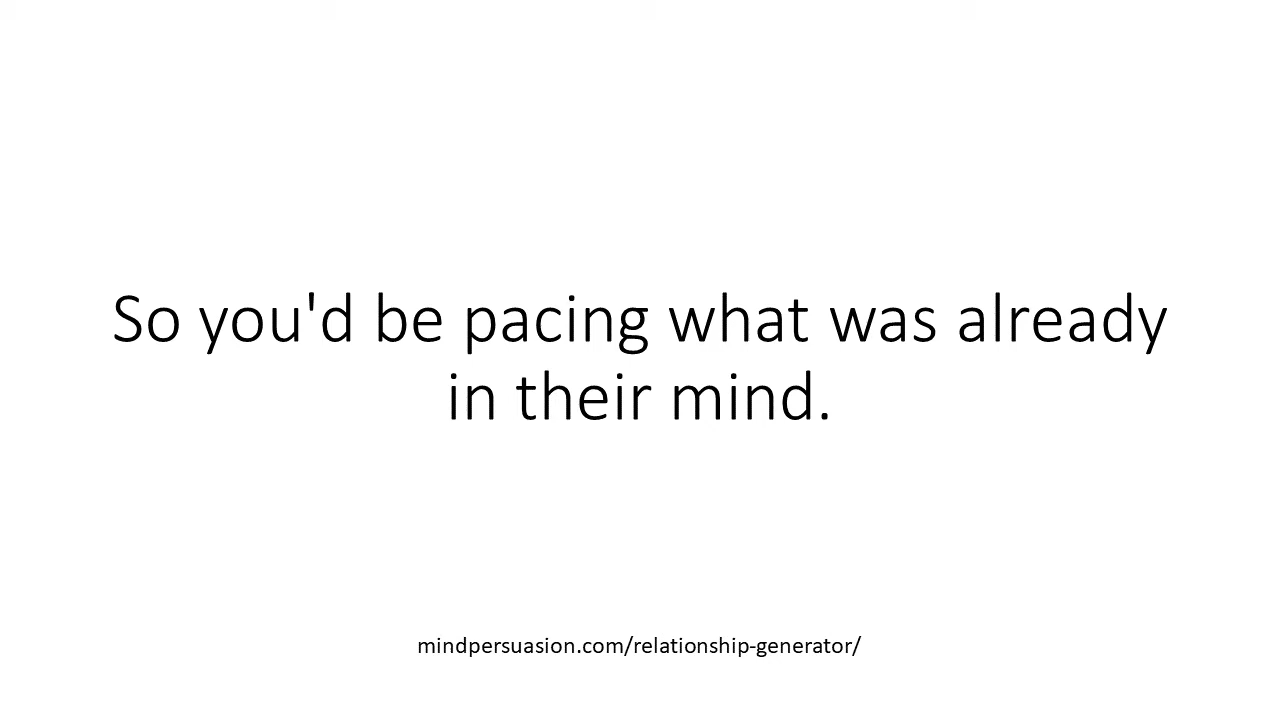 So you'd be pacing what was already
in their mind.
mindpersuasion.com/relationship-generator/